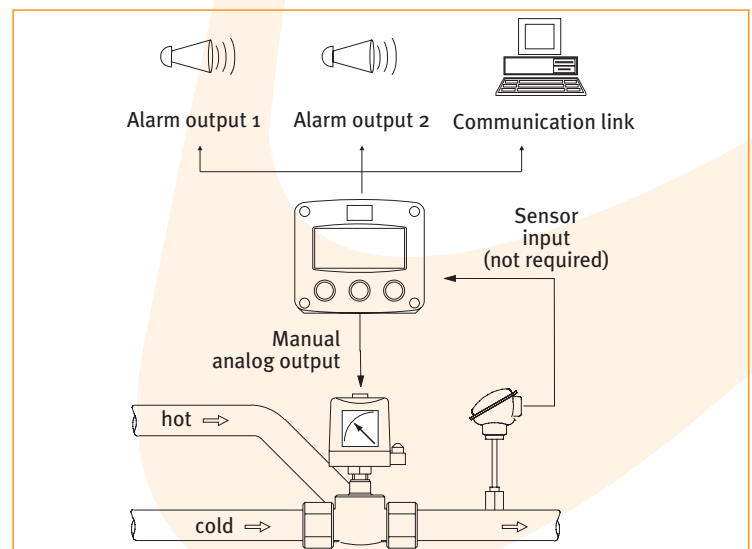 Alarm output 1
Alarm output 2
Communication link
Sensor
input
(not required)
Manual
analog output
hot
cold